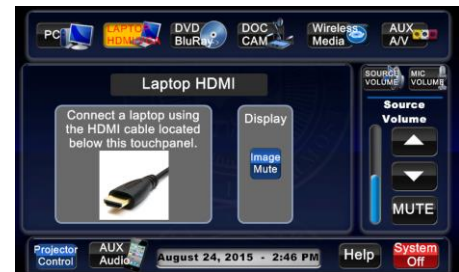 PC
LAPTOP
HDMI
DVD
BluRay
DOC
CAM
Wireless
Media
AUX
A/V
Laptop HDMI
Connect a laptop using
the HDMI cable located
below this touchpanel.
Display
Image
Mute
SOURCE
VOLUME
MIC
VOLUME
Source
Volume
MUTE
Projector
Control
AUX
Audio
August 24, 2015 - 2:46 PM
Help
System
Off